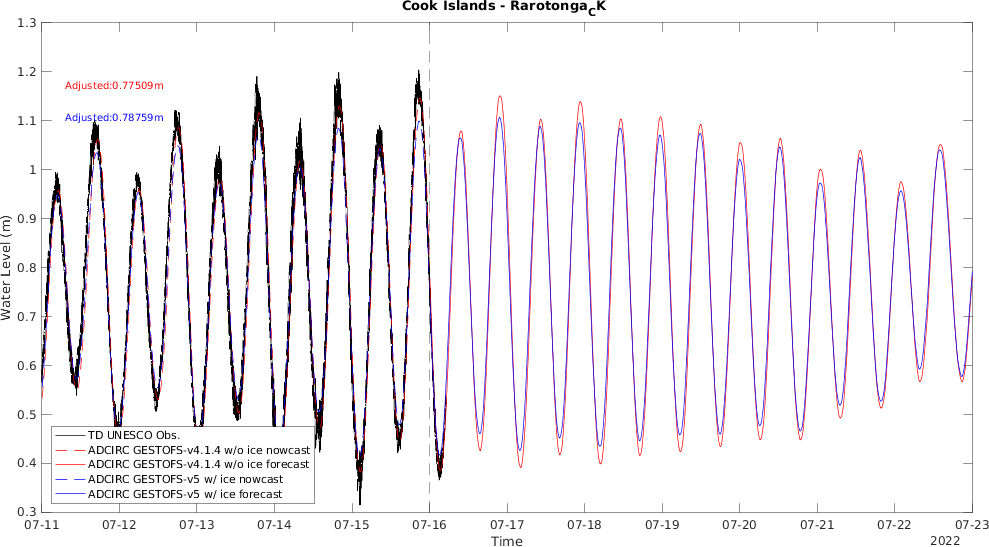 Cook Islands - Rarotonga_CK
1.3
1.2
1.1
1
0.9
0.8
0.7
0.6
0.5
0.4
0.3
Water Level (m)
Adjusted:0.77509m
Adjusted:0.78759m
TD UNESCO Obs.
ADCIRC GESTOFS-v4.1.4 w/o ice nowcast
ADCIRC GESTOFS-v4.1.4 w/o ice forecast
ADCIRC GESTOFS-v5 w/ ice nowcast
ADCIRC GESTOFS-v5 w/ ice forecast
07-11 07-12 07-13 07-14 07-15 07-16 07-17 07-18 07-19 07-20 07-21 07-22 07-23
Time
2022